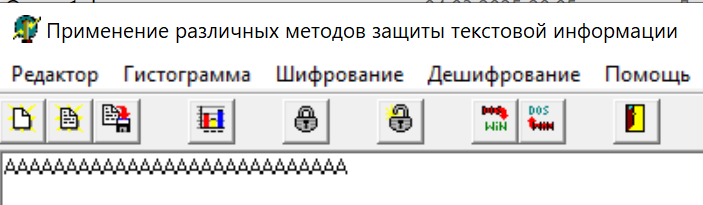 Применение различных методов защиты текстовой информации
Редактор Гистограмма Шифрование Дешифрование Помощь
DOS WIN DOS WIN
АААААААААААААААААААААААААААА